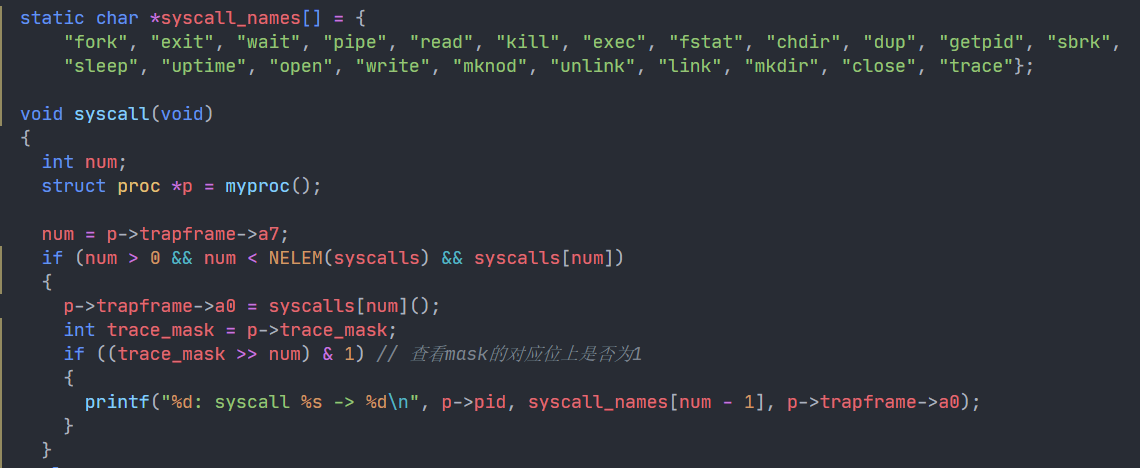 static char *syscall_names[] = {
    "fork", "exit", "wait", "pipe", "read", "kill", "exec", "fstat", "chdir", "dup", "getpid", "sbrk",
    "sleep", "uptime", "open", "write", "mknod", "unlink", "link", "mkdir", "close", "trace"};

void syscall(void)
{
  int num;
  struct proc *p = myproc();

  num = p->trapframe->a7;
  if (num > 0 && num < NELEM(syscalls) && syscalls[num])
  {
    p->trapframe->a0 = syscalls[num]();
    int trace_mask = p->trace_mask;
    if ((trace_mask >> num) & 1) // 查看mask的对应位上是否为1
    {
      printf("%d: syscall %s -> %d\n", p->pid, syscall_names[num - 1], p->trapframe->a0);
    }
  }